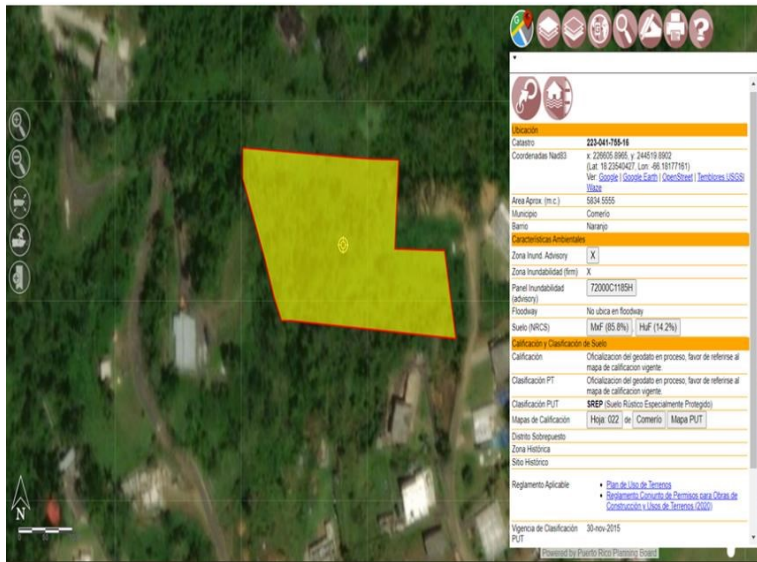 Ubicación
Catastro 223-041-755-16
Coordenadas Nad83 x: 226605.8965, y: 244519.8902
(Lat: 18.23540427, Lon: -66.18177161)
Ver: Google | Google Earth | OpenStreet | Temblores USGS|
Waze
Area Aprox. (m.c.) 5834.5555
Municipio Comerío
Barrio Naranjo
Características Ambientales
Zona Inund. Advisory X
Zona Inundabilidad (firm) X
Panel Inundabilidad
(advisory) 72000C1185H
Floodway No ubica en floodway
Suelo (NRCS) MxF (85.8%) , HuF (14.2%)
Calificación y Clasificación de Suelo
Calificación Oficializacion del geodato en proceso, favor de referirse al
mapa de calificacion vigente.
Clasificación PT Oficializacion del geodato en proceso, favor de referirse al
mapa de calificacion vigente.
Clasificación PUT SREP (Suelo Rústico Especialmente Protegido)
Mapas de Calificación Hoja: 022 de Comerío Mapa PUT
Distrito Sobrepuesto
Zona Histórica
Sitio Histórico
Reglamento Aplicable • Plan de Uso de Terrenos
• Reglamento Conjunto de Permisos para Obras de
Construcción y Usos de Terrenos (2020)
Vigencia de Clasificación
PUT 30-nov-2015
Powered by Puerto Rico Planning Board
N